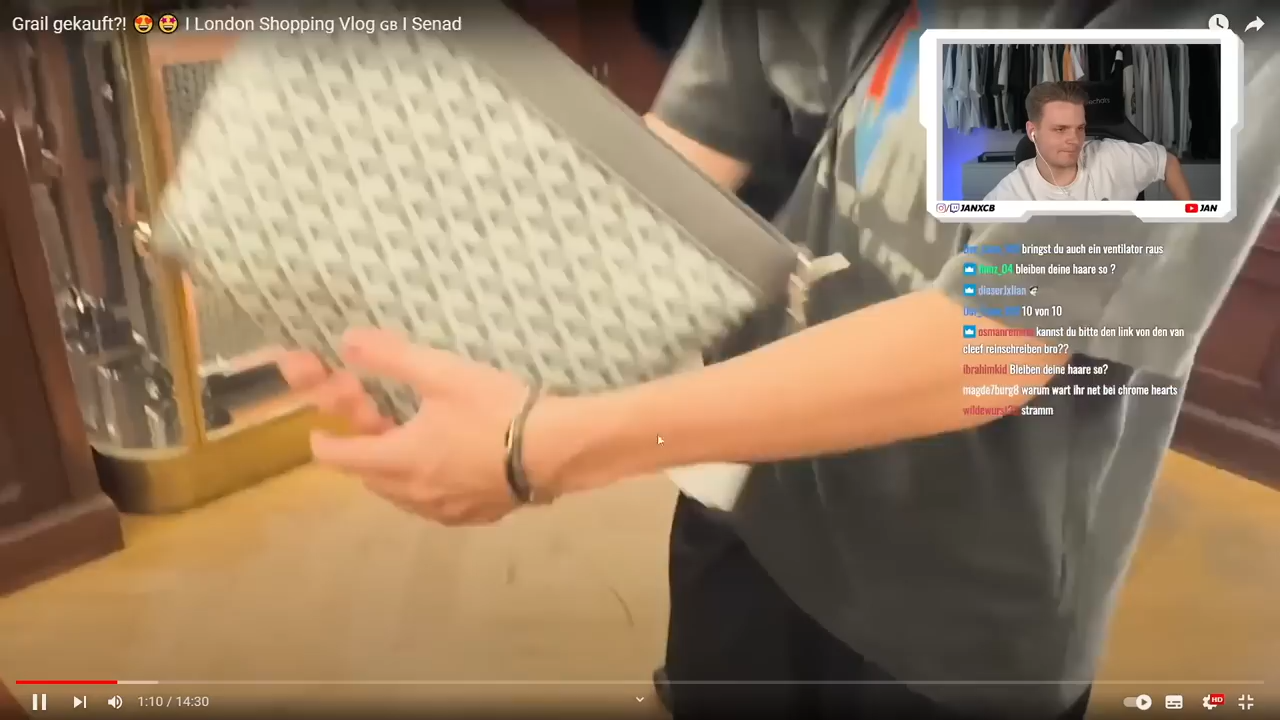 Grail gekauft?! 😍🤩 I London Shopping Vlog GB I Senad
JANXCB
JAN
bringst du auch ein ventilator raus
bleiben deine haare so ?
10 von 10
kannst du bitte den link von den van
cleef reinschreiben bro??
ibrahlmkid Bleiben deine haare so?
magde7burg8 warum wart ihr net bei chrome hearts
stramm
1:10 / 14:30
HD